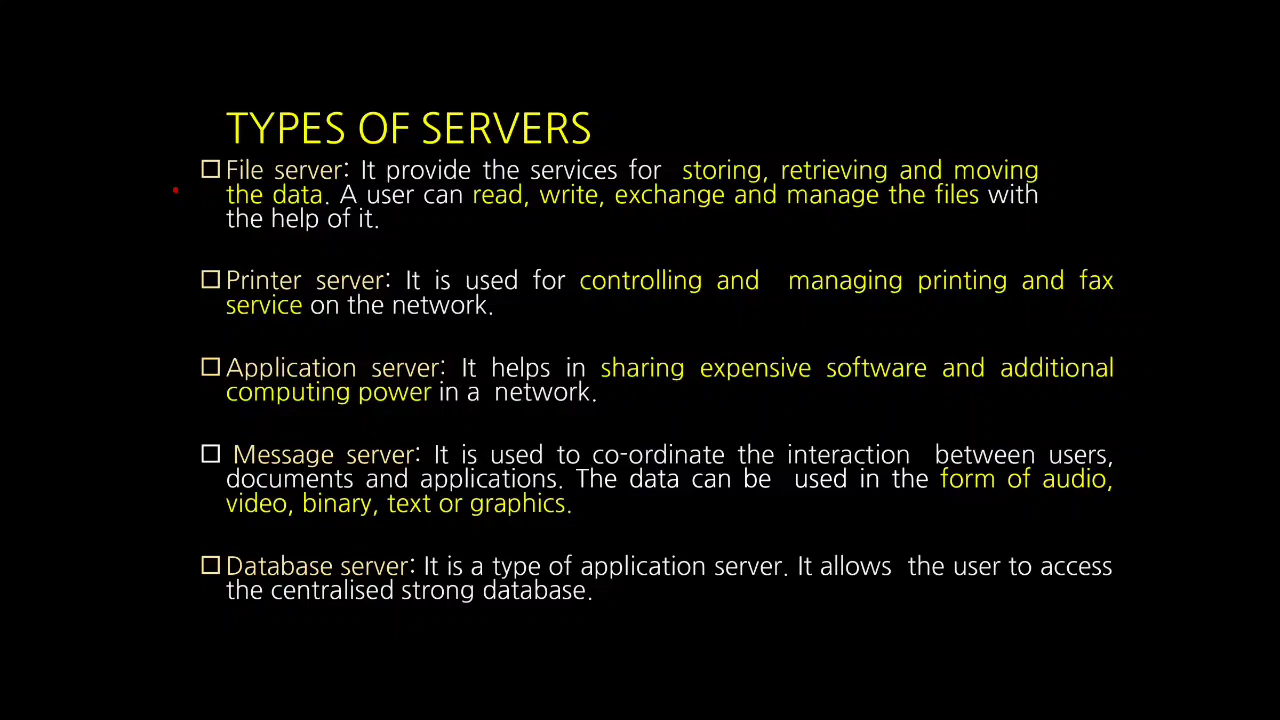 TYPES OF SERVERS
File server: It provide the services for storing, retrieving and moving
the data. A user can read, write, exchange and manage the files with
the help of it.
Printer server: It is used for controlling and managing printing and fax
service on the network.
Application server: It helps in sharing expensive software and additional
computing power in a network.
Message server: It is used to co-ordinate the interaction between users,
documents and applications. The data can be used in the form of audio,
video, binary, text or graphics.
Database server: It is a type of application server. It allows the user to access
the centralised strong database.